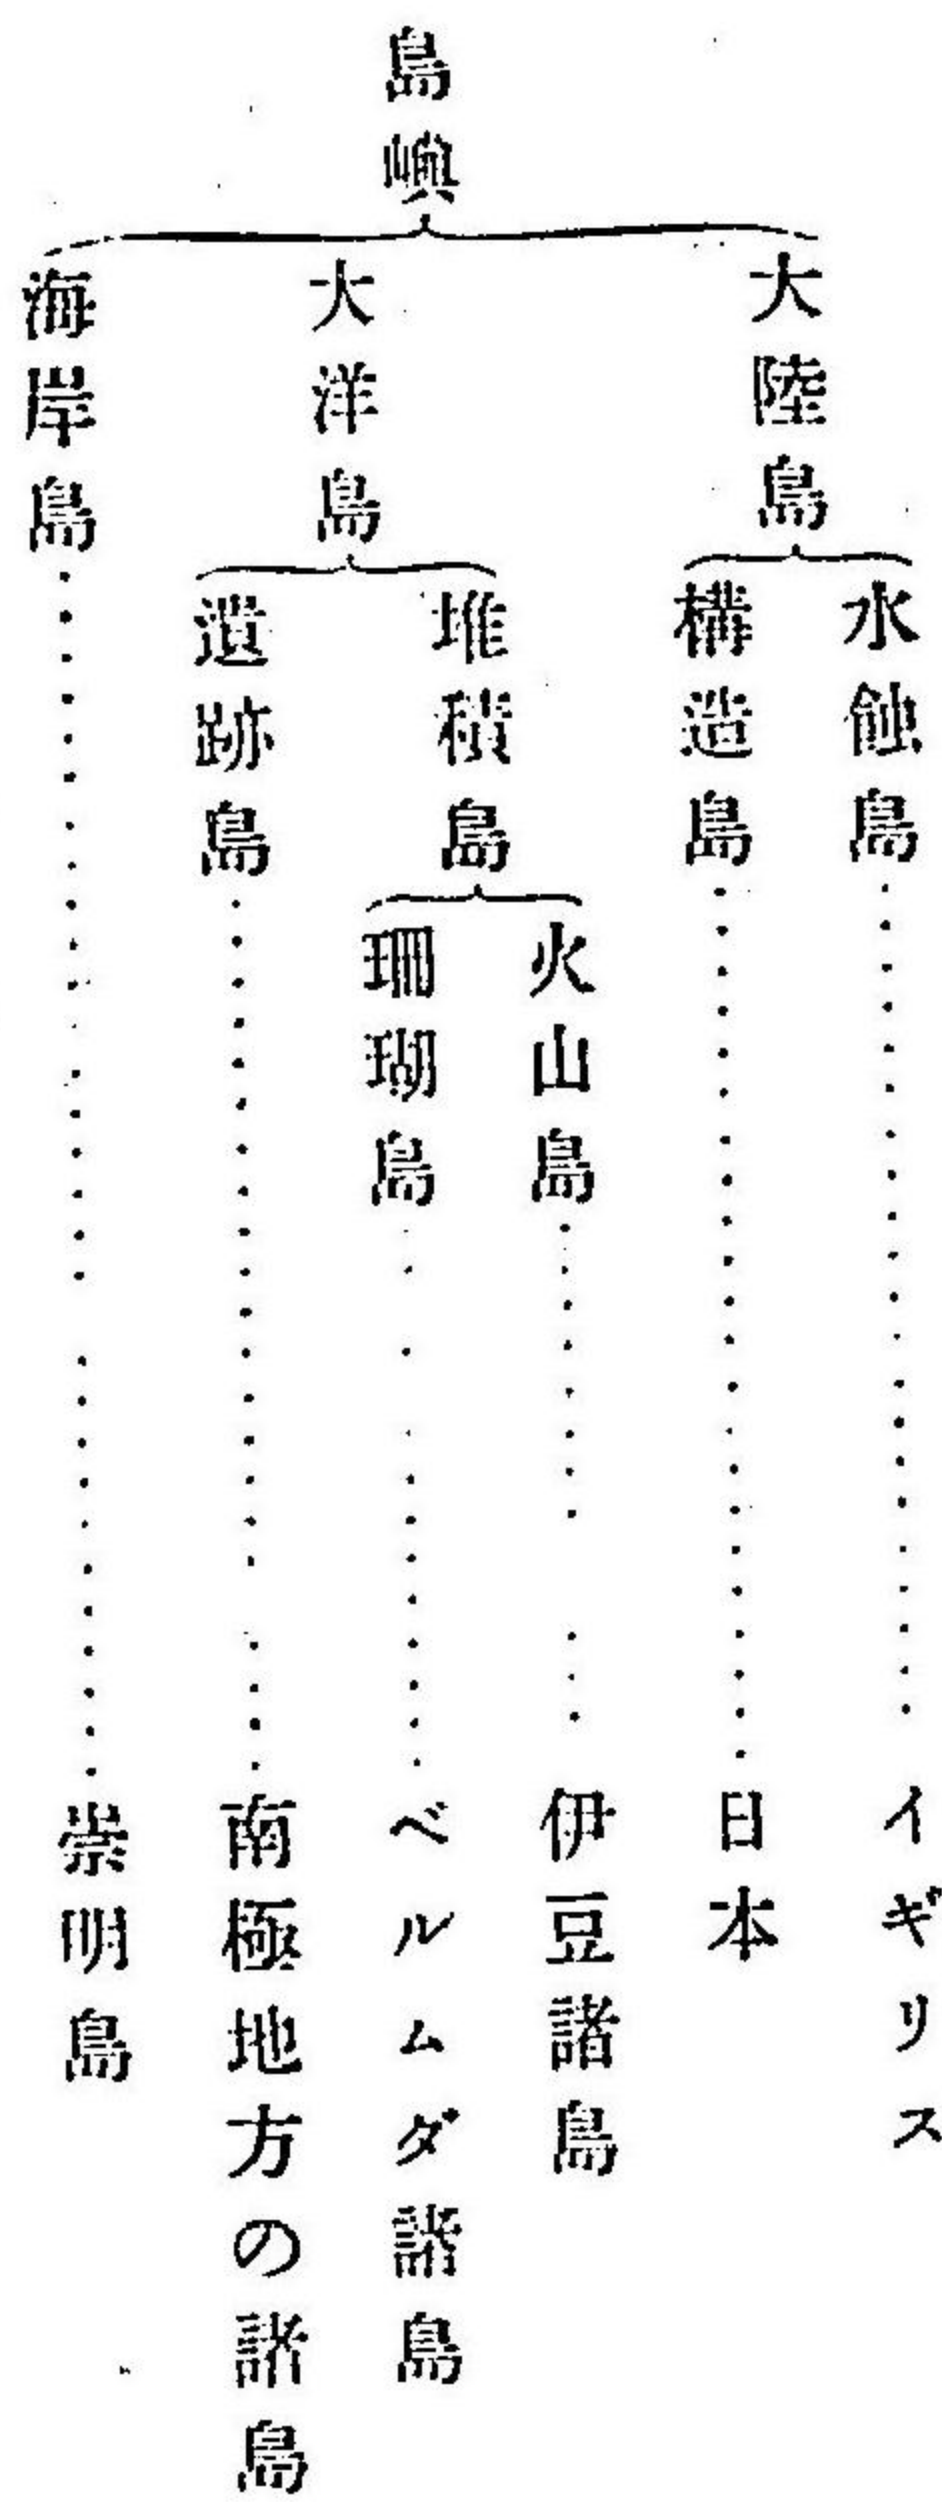 島嶼
大陸島
水蝕島……イギリス
構造島……日本
大洋島
堆積島
火山島……伊豆諸島
珊瑚島……ベルムダ諸島
遺跡島……南極地方の諸島
海岸島……崇明島